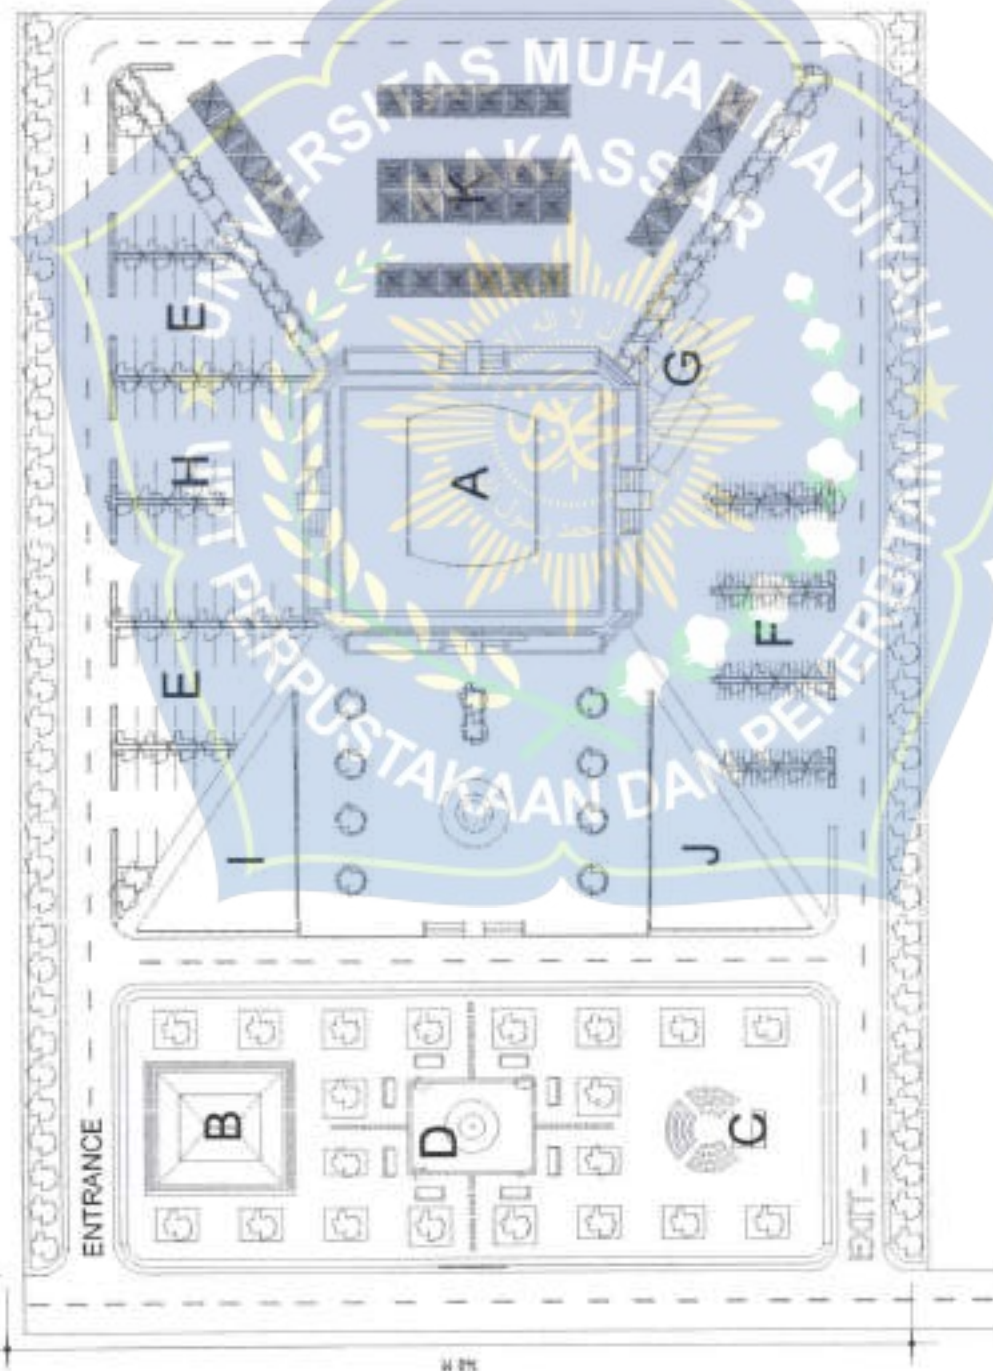 UNIVERSITAS MUHAMMADIYAH
MAKASSAR
K
E
G
H
A
F
E
UPT PERPUSTAKAAN DAN PENERBITAN
I
J
ENTRANCE
B
D
C
EXIT